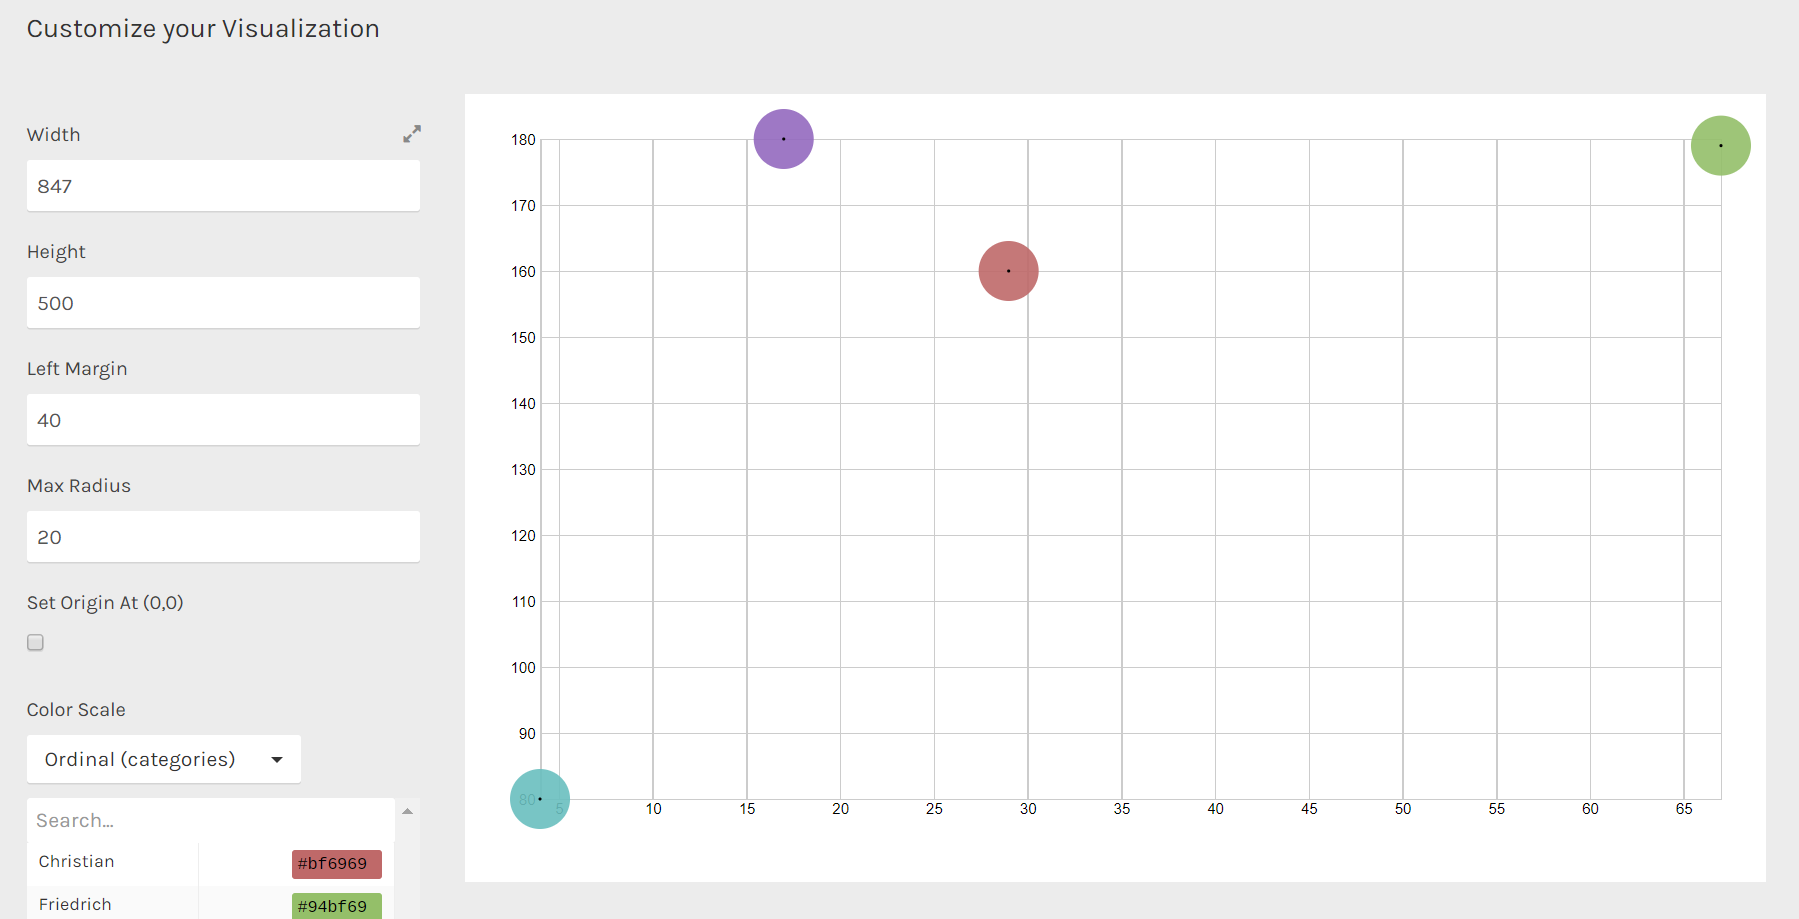 Customize your Visualization
Width
847
Height
500
Left Margin
40
Max Radius
20
Set Origin At (0,0)
Color Scale
Ordinal (categories)
Search...
Christian #bf6969
Friedrich #94bf69
180
170
160
150
140
130
120
110
100
90
80
5 10 15 20 25 30 35 40 45 50 55 60 65